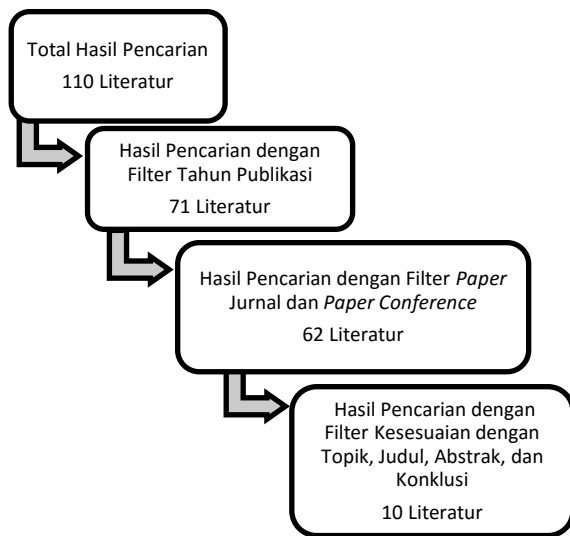 Total Hasil Pencarian
110 Literatur
Hasil Pencarian dengan
Filter Tahun Publikasi
71 Literatur
Hasil Pencarian dengan Filter Paper
Jurnal dan Paper Conference
62 Literatur
Hasil Pencarian dengan
Filter Kesesuaian dengan
Topik, Judul, Abstrak, dan
Konklusi
10 Literatur